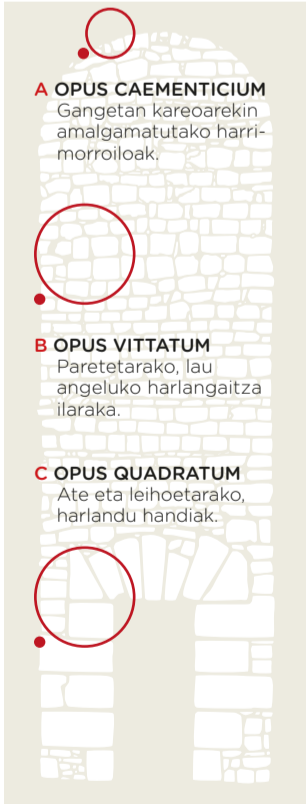 A OPUS CAEMENTICIUM
Gangetan kareoarekin
amalgamatutako harri-
morroiloak.
B OPUS VITTATUM
Paretetarako, lau
angeluko harlangaitza
ilaraka.
C OPUS QUADRATUM
Ate eta leihoetarako,
harlandu handiak.